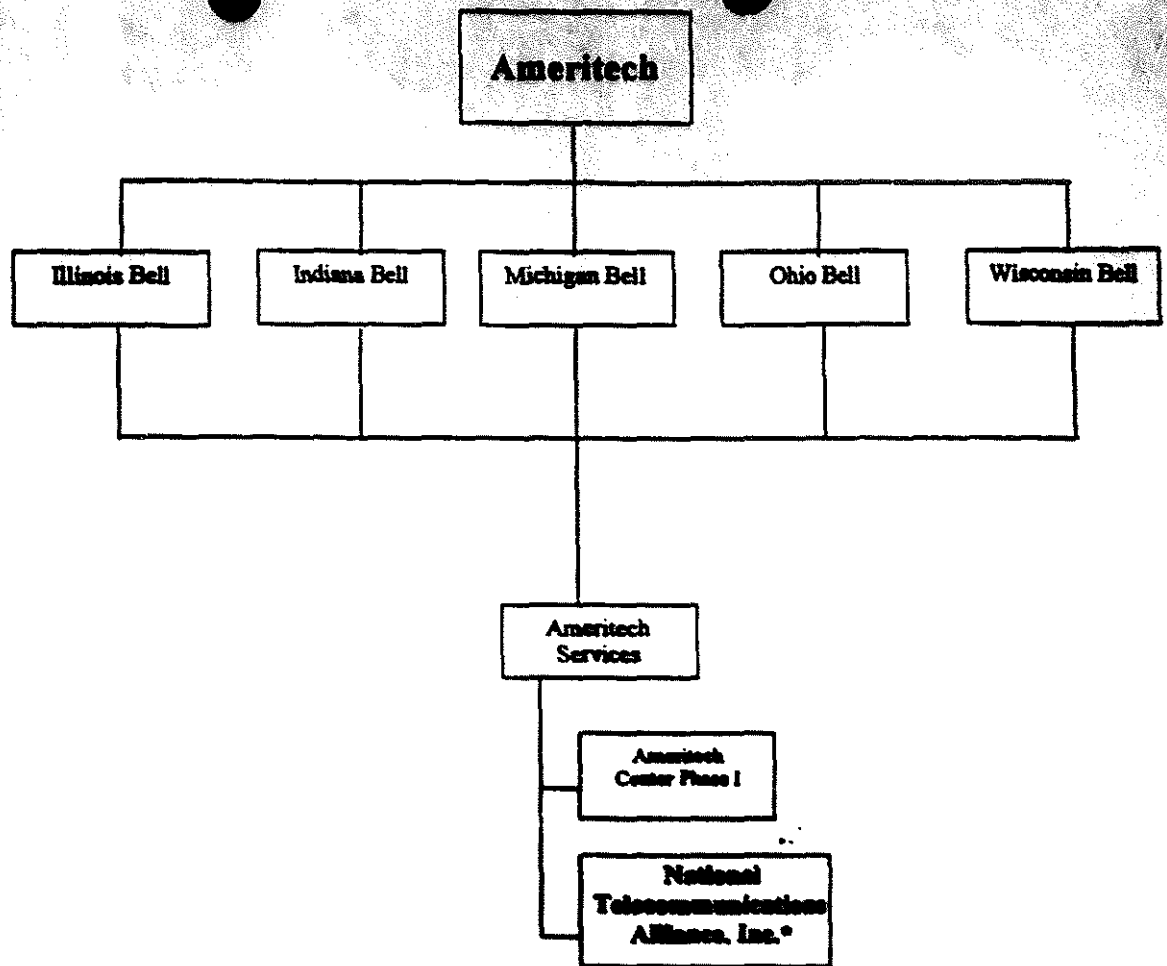 Ameritech
Illinois Bell
Indiana Bell
Michigan Bell
Ohio Bell
Wisconsin Bell
Ameritech
Services
Ameritech
Center Phase I
National
Telecommunications
Alliance, Inc.*